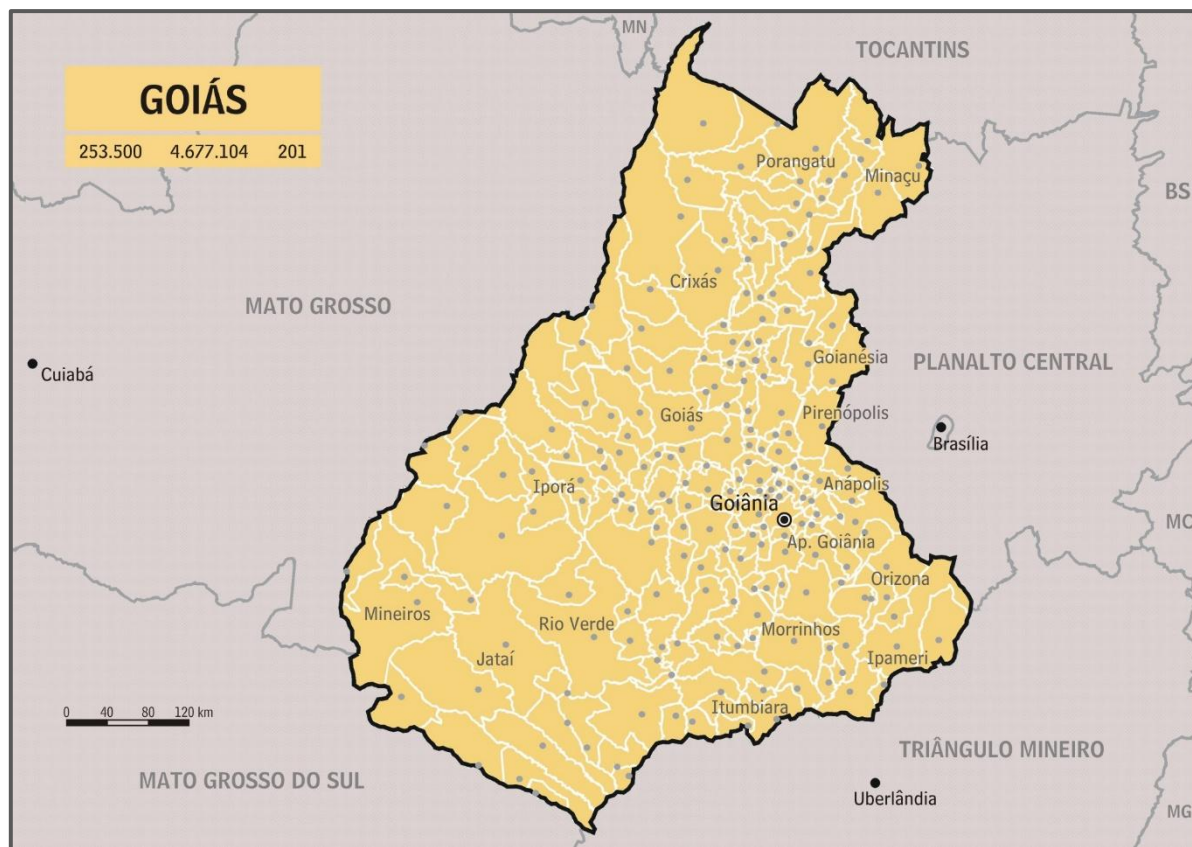 MN
TOCANTINS
GOIÁS
253.500 4.677.104 201
Porangatu
Minaçu
BS
Crixás
MATO GROSSO
Goianésia
PLANALTO CENTRAL
Cuiabá
Goiás
Pirenópolis
Brasília
Iporá
Anápolis
Goiânia
MC
Ap. Goiânia
Orizona
Mineiros
Rio Verde
Morrinhos
Jataí
Ipameri
Itumbiara
0 40 80 120 km
TRIÂNGULO MINEIRO
MATO GROSSO DO SUL
Uberlândia
MG